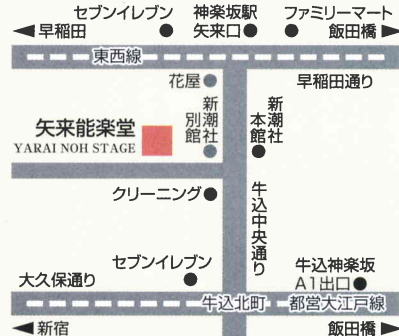 セブンイレブン
神楽坂駅
矢来口
ファミリーマート
早稲田
飯田橋
東西線
早稲田通り
花屋
新潮社
別館
新潮社
本館
矢来能楽堂
YARAI NOH STAGE
クリーニング
牛込中央通り
セブンイレブン
牛込神楽坂
A1出口
大久保通り
牛込北町
都営大江戸線
新宿
飯田橋